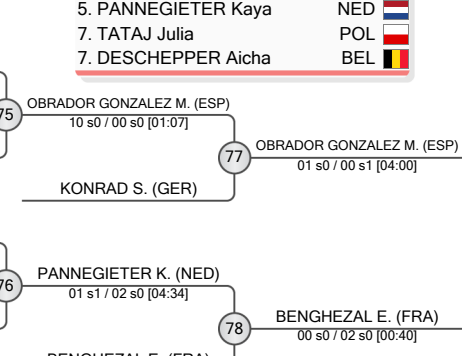 5. PANNEGIETER Kaya NED
7. TATAJ Julia POL
7. DESCHEPPER Aicha BEL
75
OBRADOR GONZALEZ M. (ESP)
10 s0 / 00 s0 [01:07]
77
OBRADOR GONZALEZ M. (ESP)
01 s0 / 00 s1 [04:00]
KONRAD S. (GER)
76
PANNEGIETER K. (NED)
01 s1 / 02 s0 [04:34]
78
BENGHEZAL E. (FRA)
00 s0 / 02 s0 [00:40]
BENGHEZAL E. (FRA)